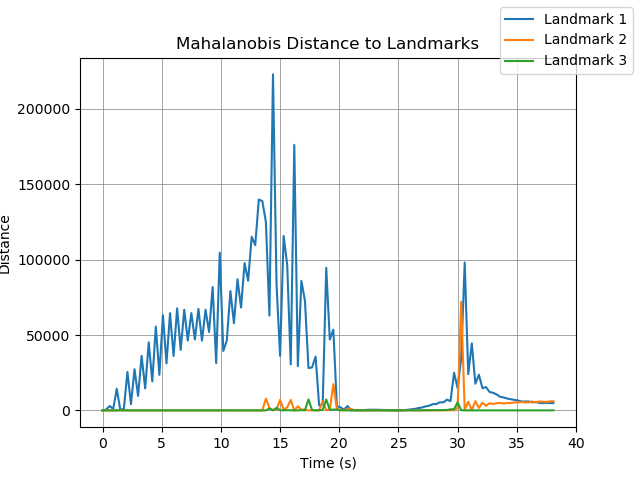 Mahalanobis Distance to Landmarks
Landmark 1
Landmark 2
Landmark 3
Distance
200000
150000
100000
50000
0
0 5 10 15 20 25 30 35 40
Time (s)